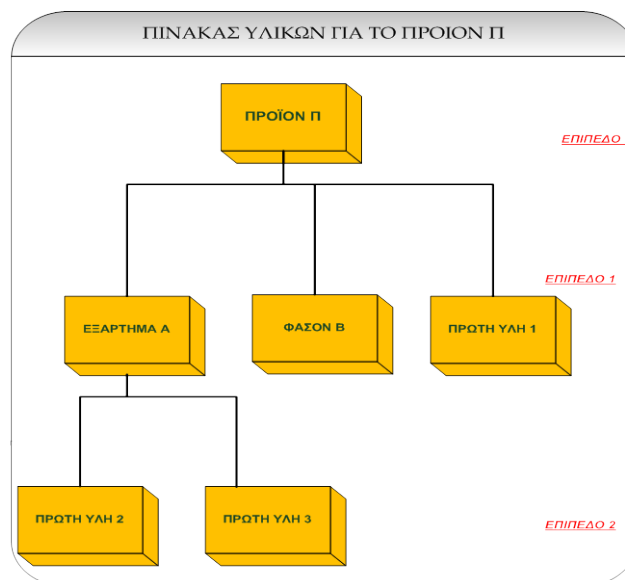 ΠΙΝΑΚΑΣ ΥΛΙΚΩΝ ΓΙΑ ΤΟ ΠΡΟΙΟΝ Π
ΠΡΟΪΟΝ Π
ΕΠΙΠΕΔΟ
ΕΠΙΠΕΔΟ 1
ΕΞΑΡΤΗΜΑ Α
ΦΑΣΟΝ Β
ΠΡΩΤΗ ΥΛΗ 1
ΠΡΩΤΗ ΥΛΗ 2
ΠΡΩΤΗ ΥΛΗ 3
ΕΠΙΠΕΔΟ 2